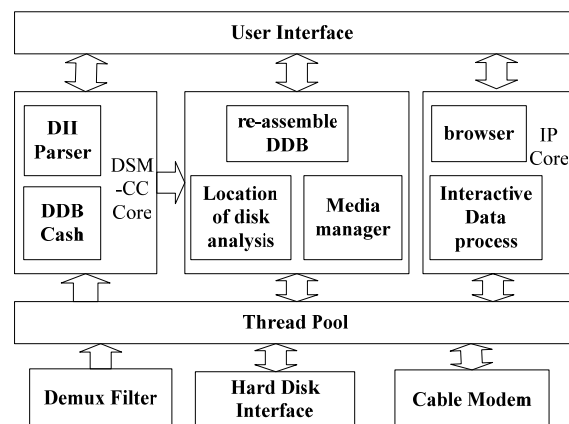 User Interface
DII
Parser
DSM
-CC
Core
DDB
Cash
re-assemble
DDB
Location
of disk
analysis
Media
manager
browser
IP
Core
Interactive
Data
process
Thread Pool
Demux Filter
Hard Disk
Interface
Cable Modem